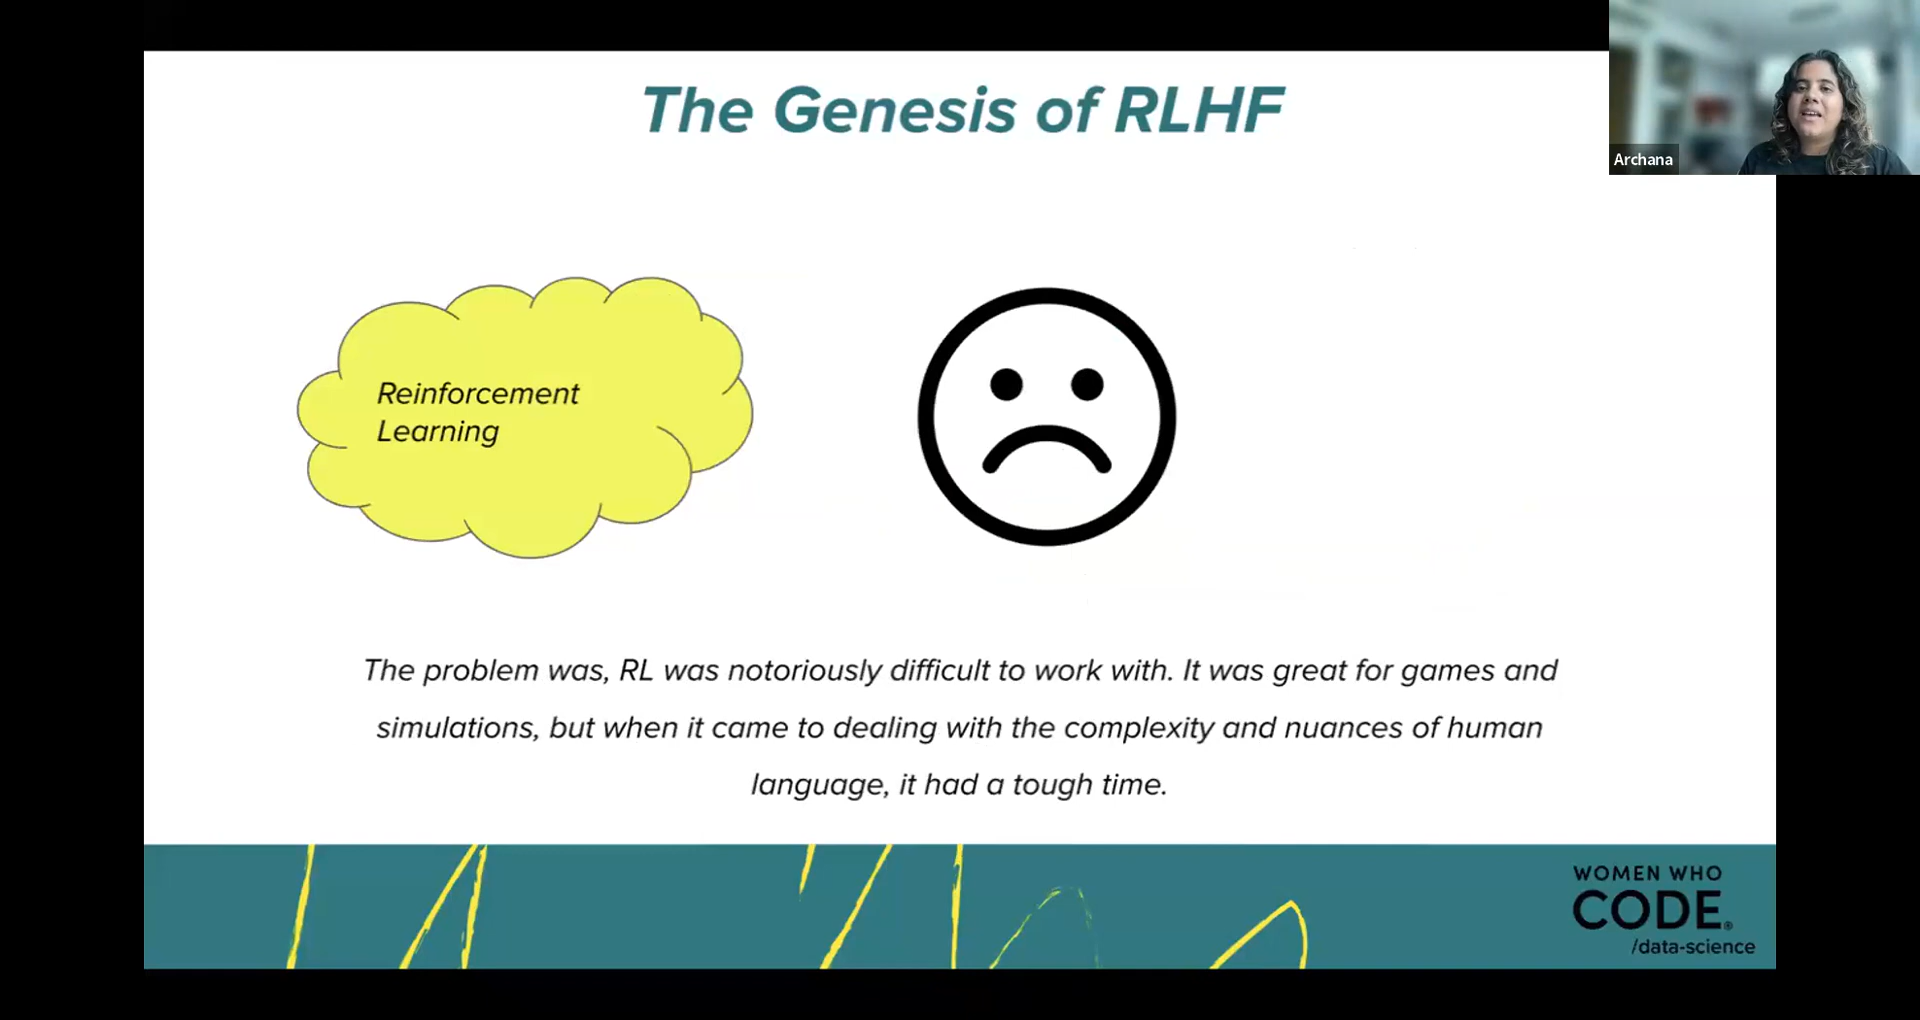 The Genesis of RLHF
Archana
Reinforcement
Learning
The problem was, RL was notoriously difficult to work with. It was great for games and
simulations, but when it came to dealing with the complexity and nuances of human
language, it had a tough time.
WOMEN WHO
CODE®
/data-science